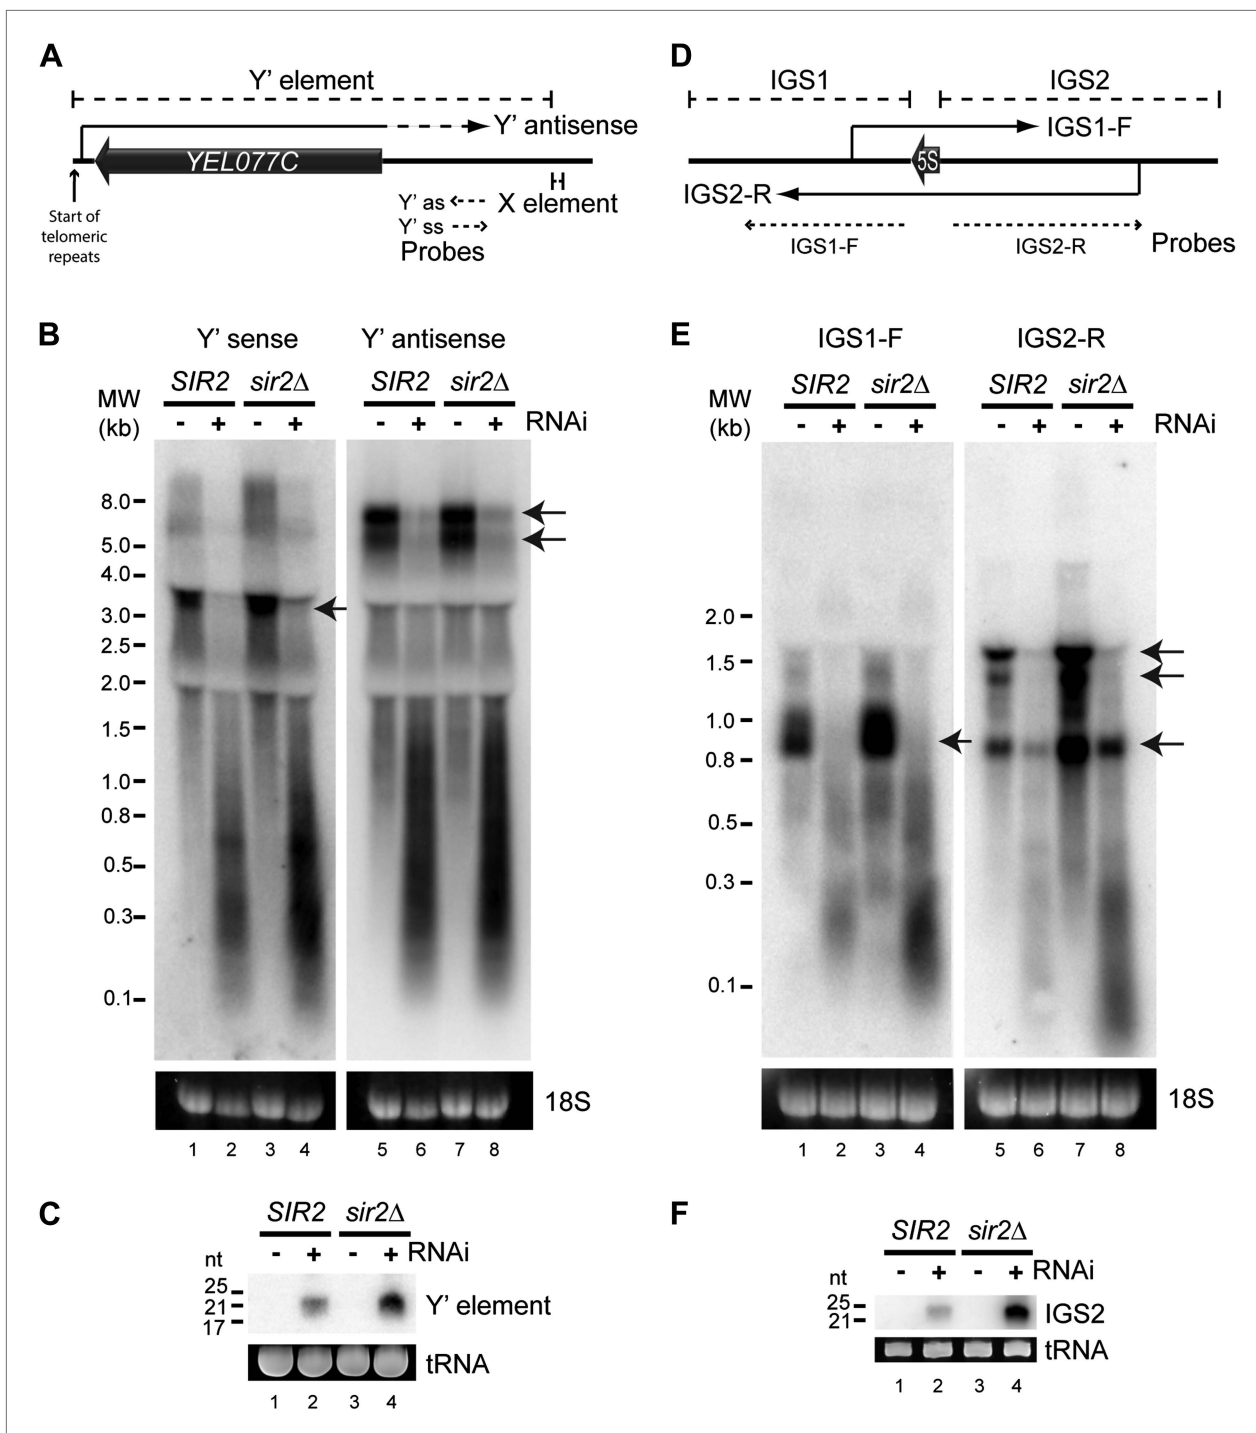 A
Y' element
Y' antisense
YEL077C
Start of
telomeric
repeats
Y' as
X element
Y' ss
Probes
D
IGS1
IGS2
IGS1-F
5S
IGS2-R
IGS1-F
IGS2-R
Probes
B
Y' sense
Y' antisense
SIR2
sir2Δ
SIR2
sir2Δ
MW
(kb)
- + - +
- + - +
RNAi
8.0
5.0
4.0
3.0
2.5
2.0
1.5
1.0
0.8
0.5
0.3
0.1
18S
1 2 3 4
5 6 7 8
E
IGS1-F
IGS2-R
SIR2
sir2Δ
SIR2
sir2Δ
MW
(kb)
- + - +
- + - +
RNAi
2.0
1.5
1.0
0.8
0.5
0.3
0.1
18S
1 2 3 4
5 6 7 8
C
SIR2
sir2Δ
nt
- + - + RNAi
25
21
17
Y' element
tRNA
1 2 3 4
F
SIR2
sir2Δ
nt
- + - + RNAi
25
21
IGS2
tRNA
1 2 3 4